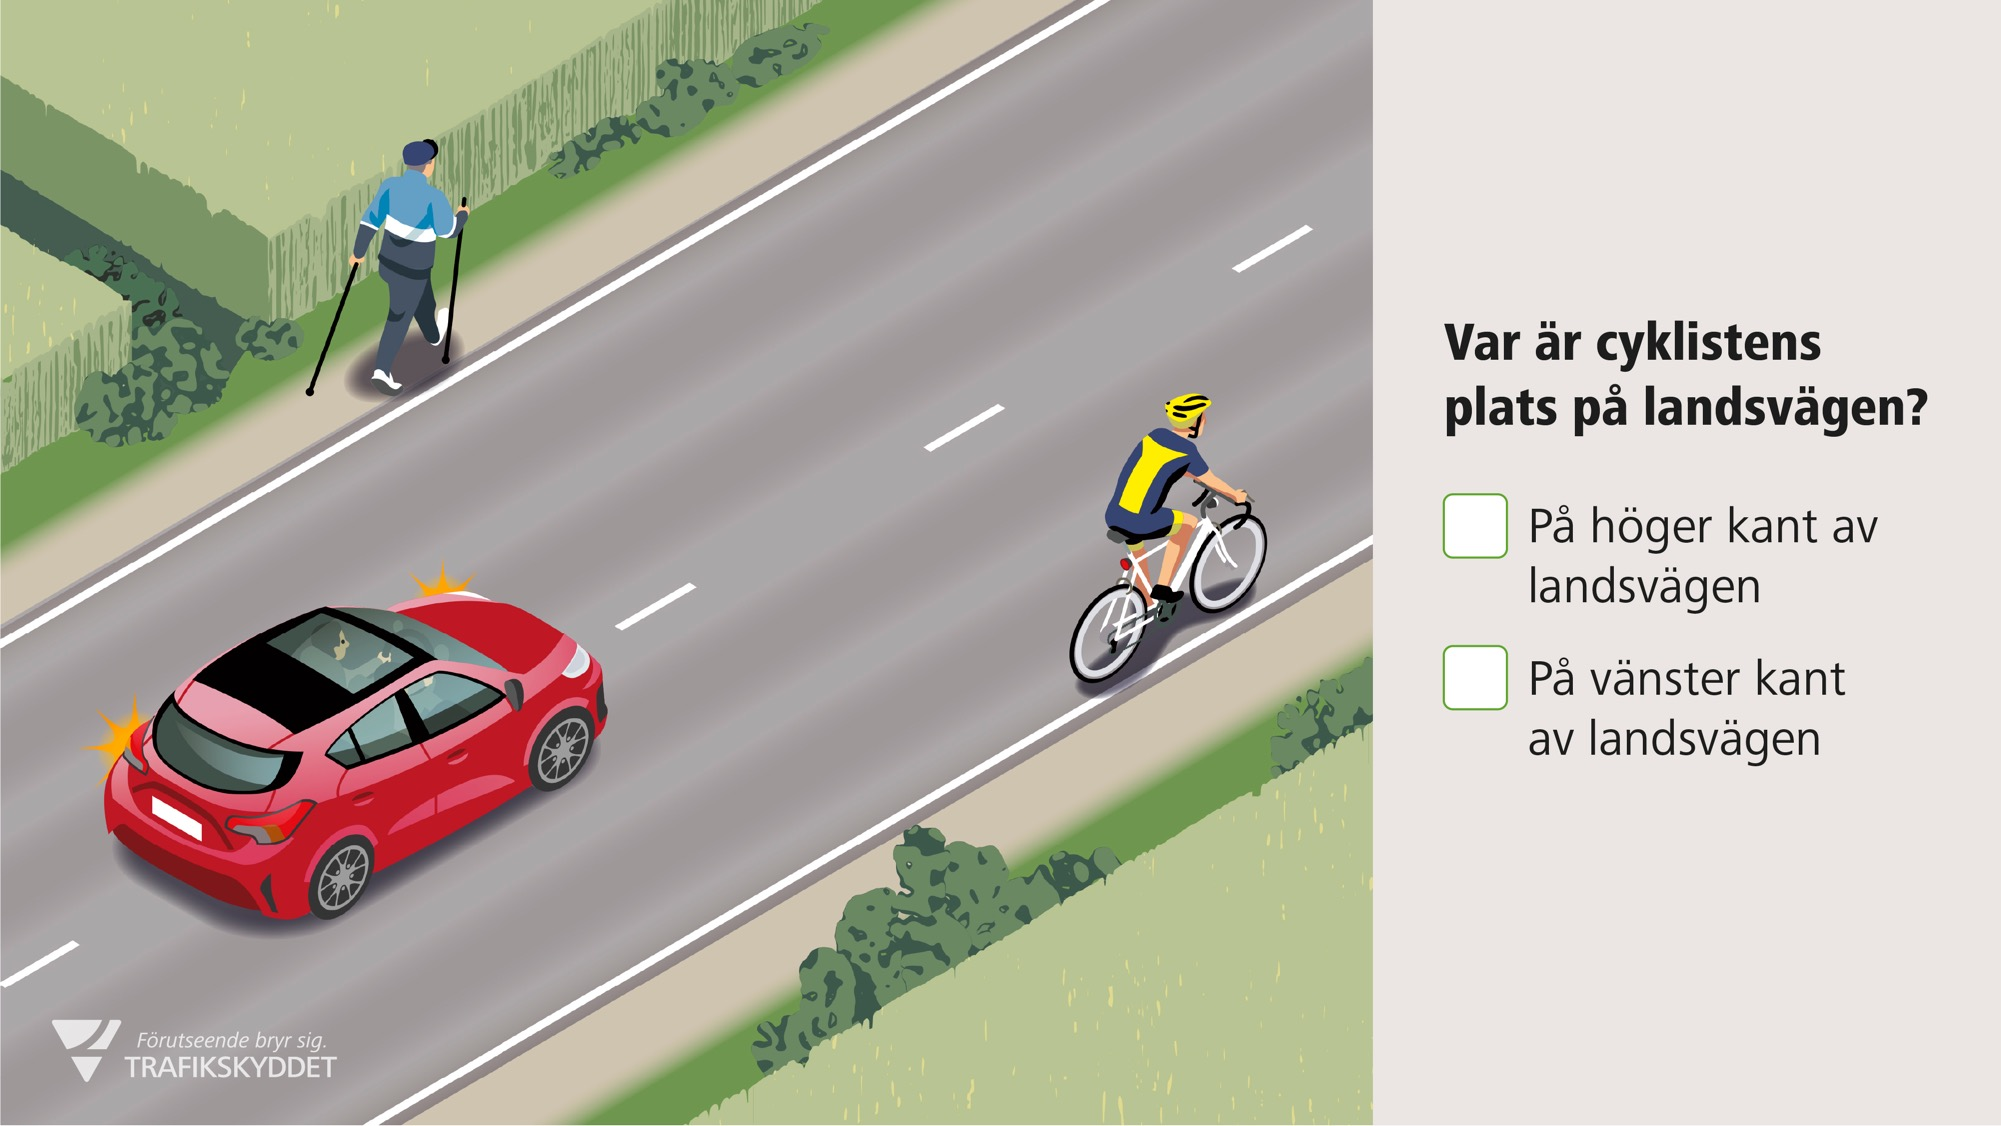 Var är cyklistens
plats på landsvägen?
På höger kant av
landsvägen
På vänster kant
av landsvägen
Förutseende bryr sig.
TRAFIKSKYDDET